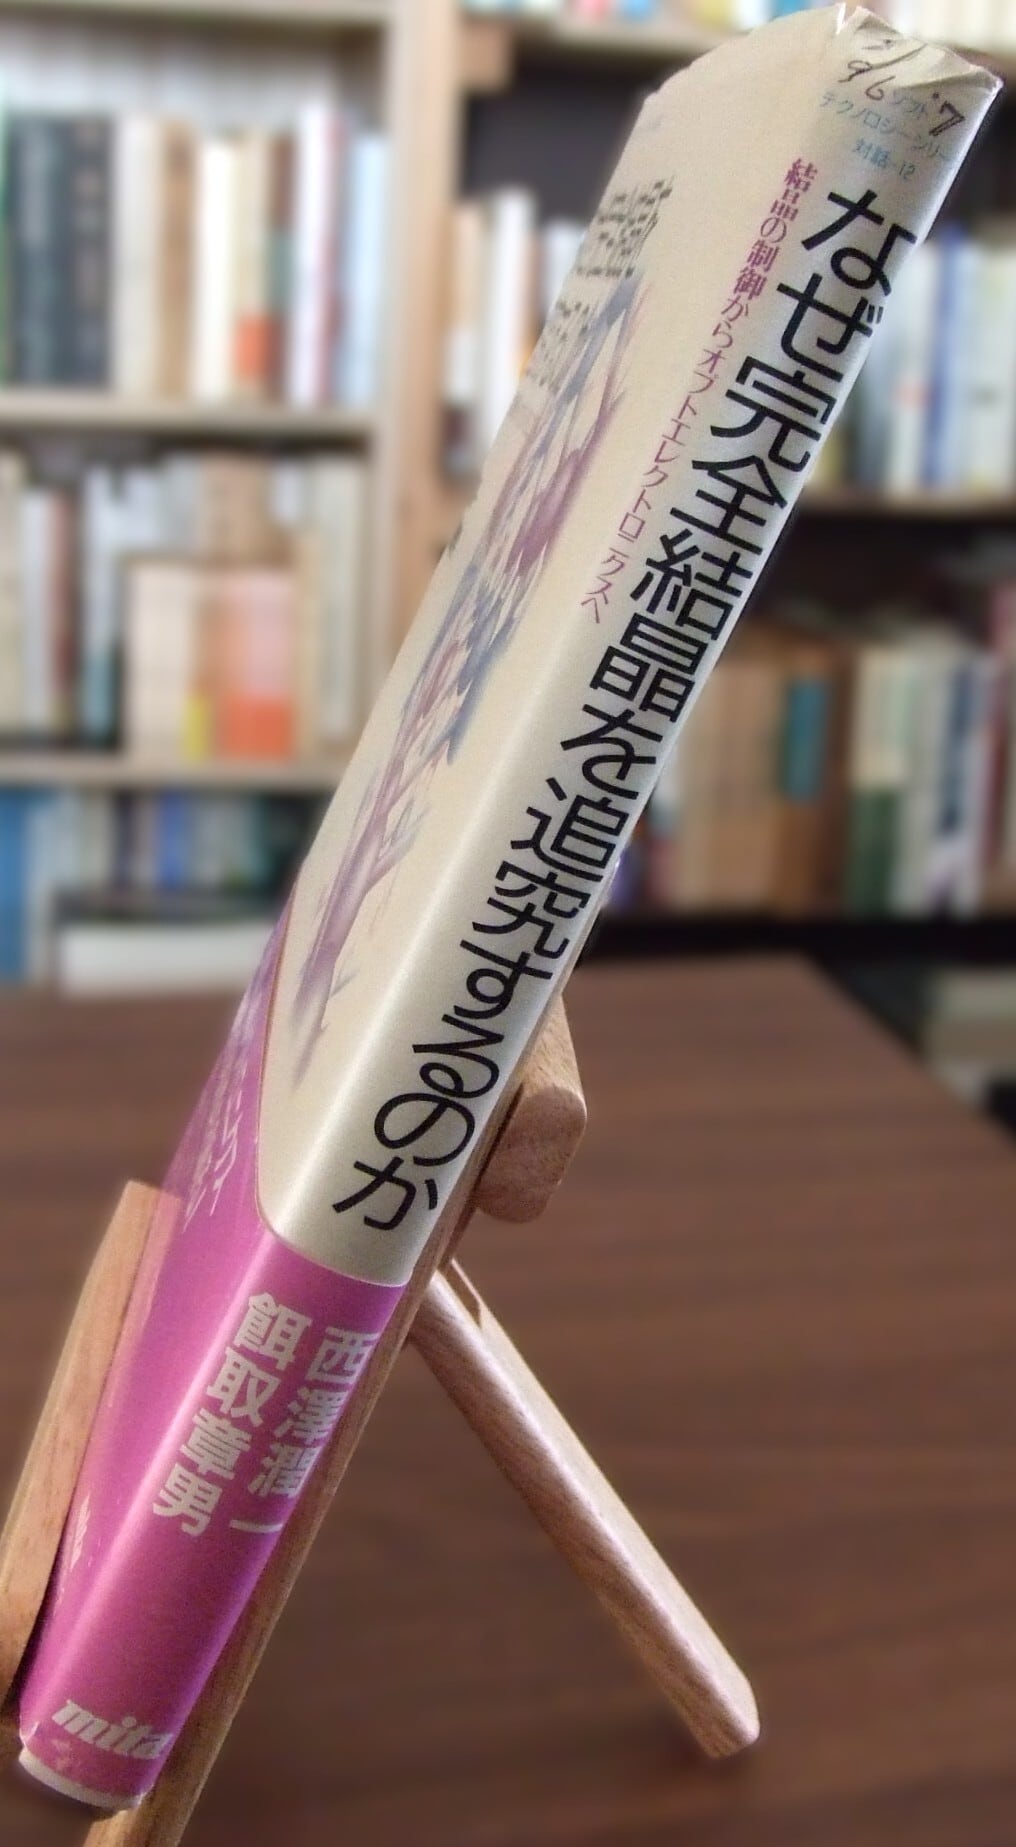 ソフト
テクノロジーシリーズ
対話-12
なぜ完全結晶を追究するのか
結晶の制御からオプトエレクトロニクスへ
西澤潤一
餌取章男
mita
96
'7